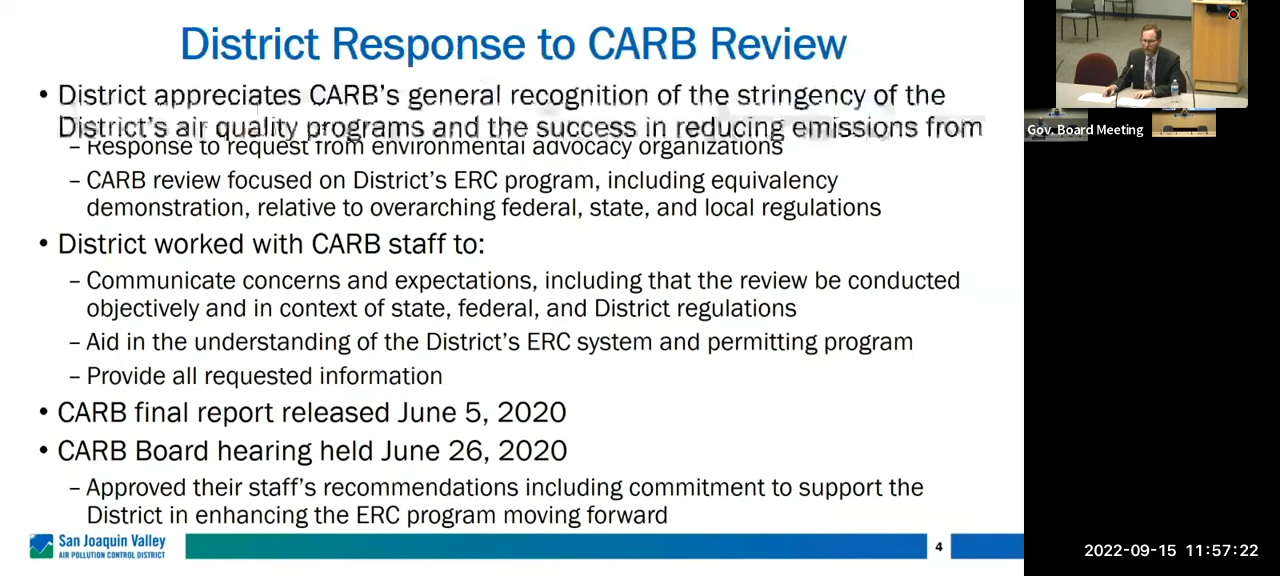 District Response to CARB Review
• District appreciates CARB's general recognition of the stringency of the
District's air quality programs and the success in reducing emissions from
– Response to request from environmental advocacy organizations
– CARB review focused on District's ERC program, including equivalency
demonstration, relative to overarching federal, state, and local regulations
• District worked with CARB staff to:
– Communicate concerns and expectations, including that the review be conducted
objectively and in context of state, federal, and District regulations
– Aid in the understanding of the District's ERC system and permitting program
– Provide all requested information
• CARB final report released June 5, 2020
• CARB Board hearing held June 26, 2020
– Approved their staff's recommendations including commitment to support the
District in enhancing the ERC program moving forward
San Joaquin Valley
AIR POLLUTION CONTROL DISTRICT
4
Gov. Board Meeting
2022-09-15 11:57:22